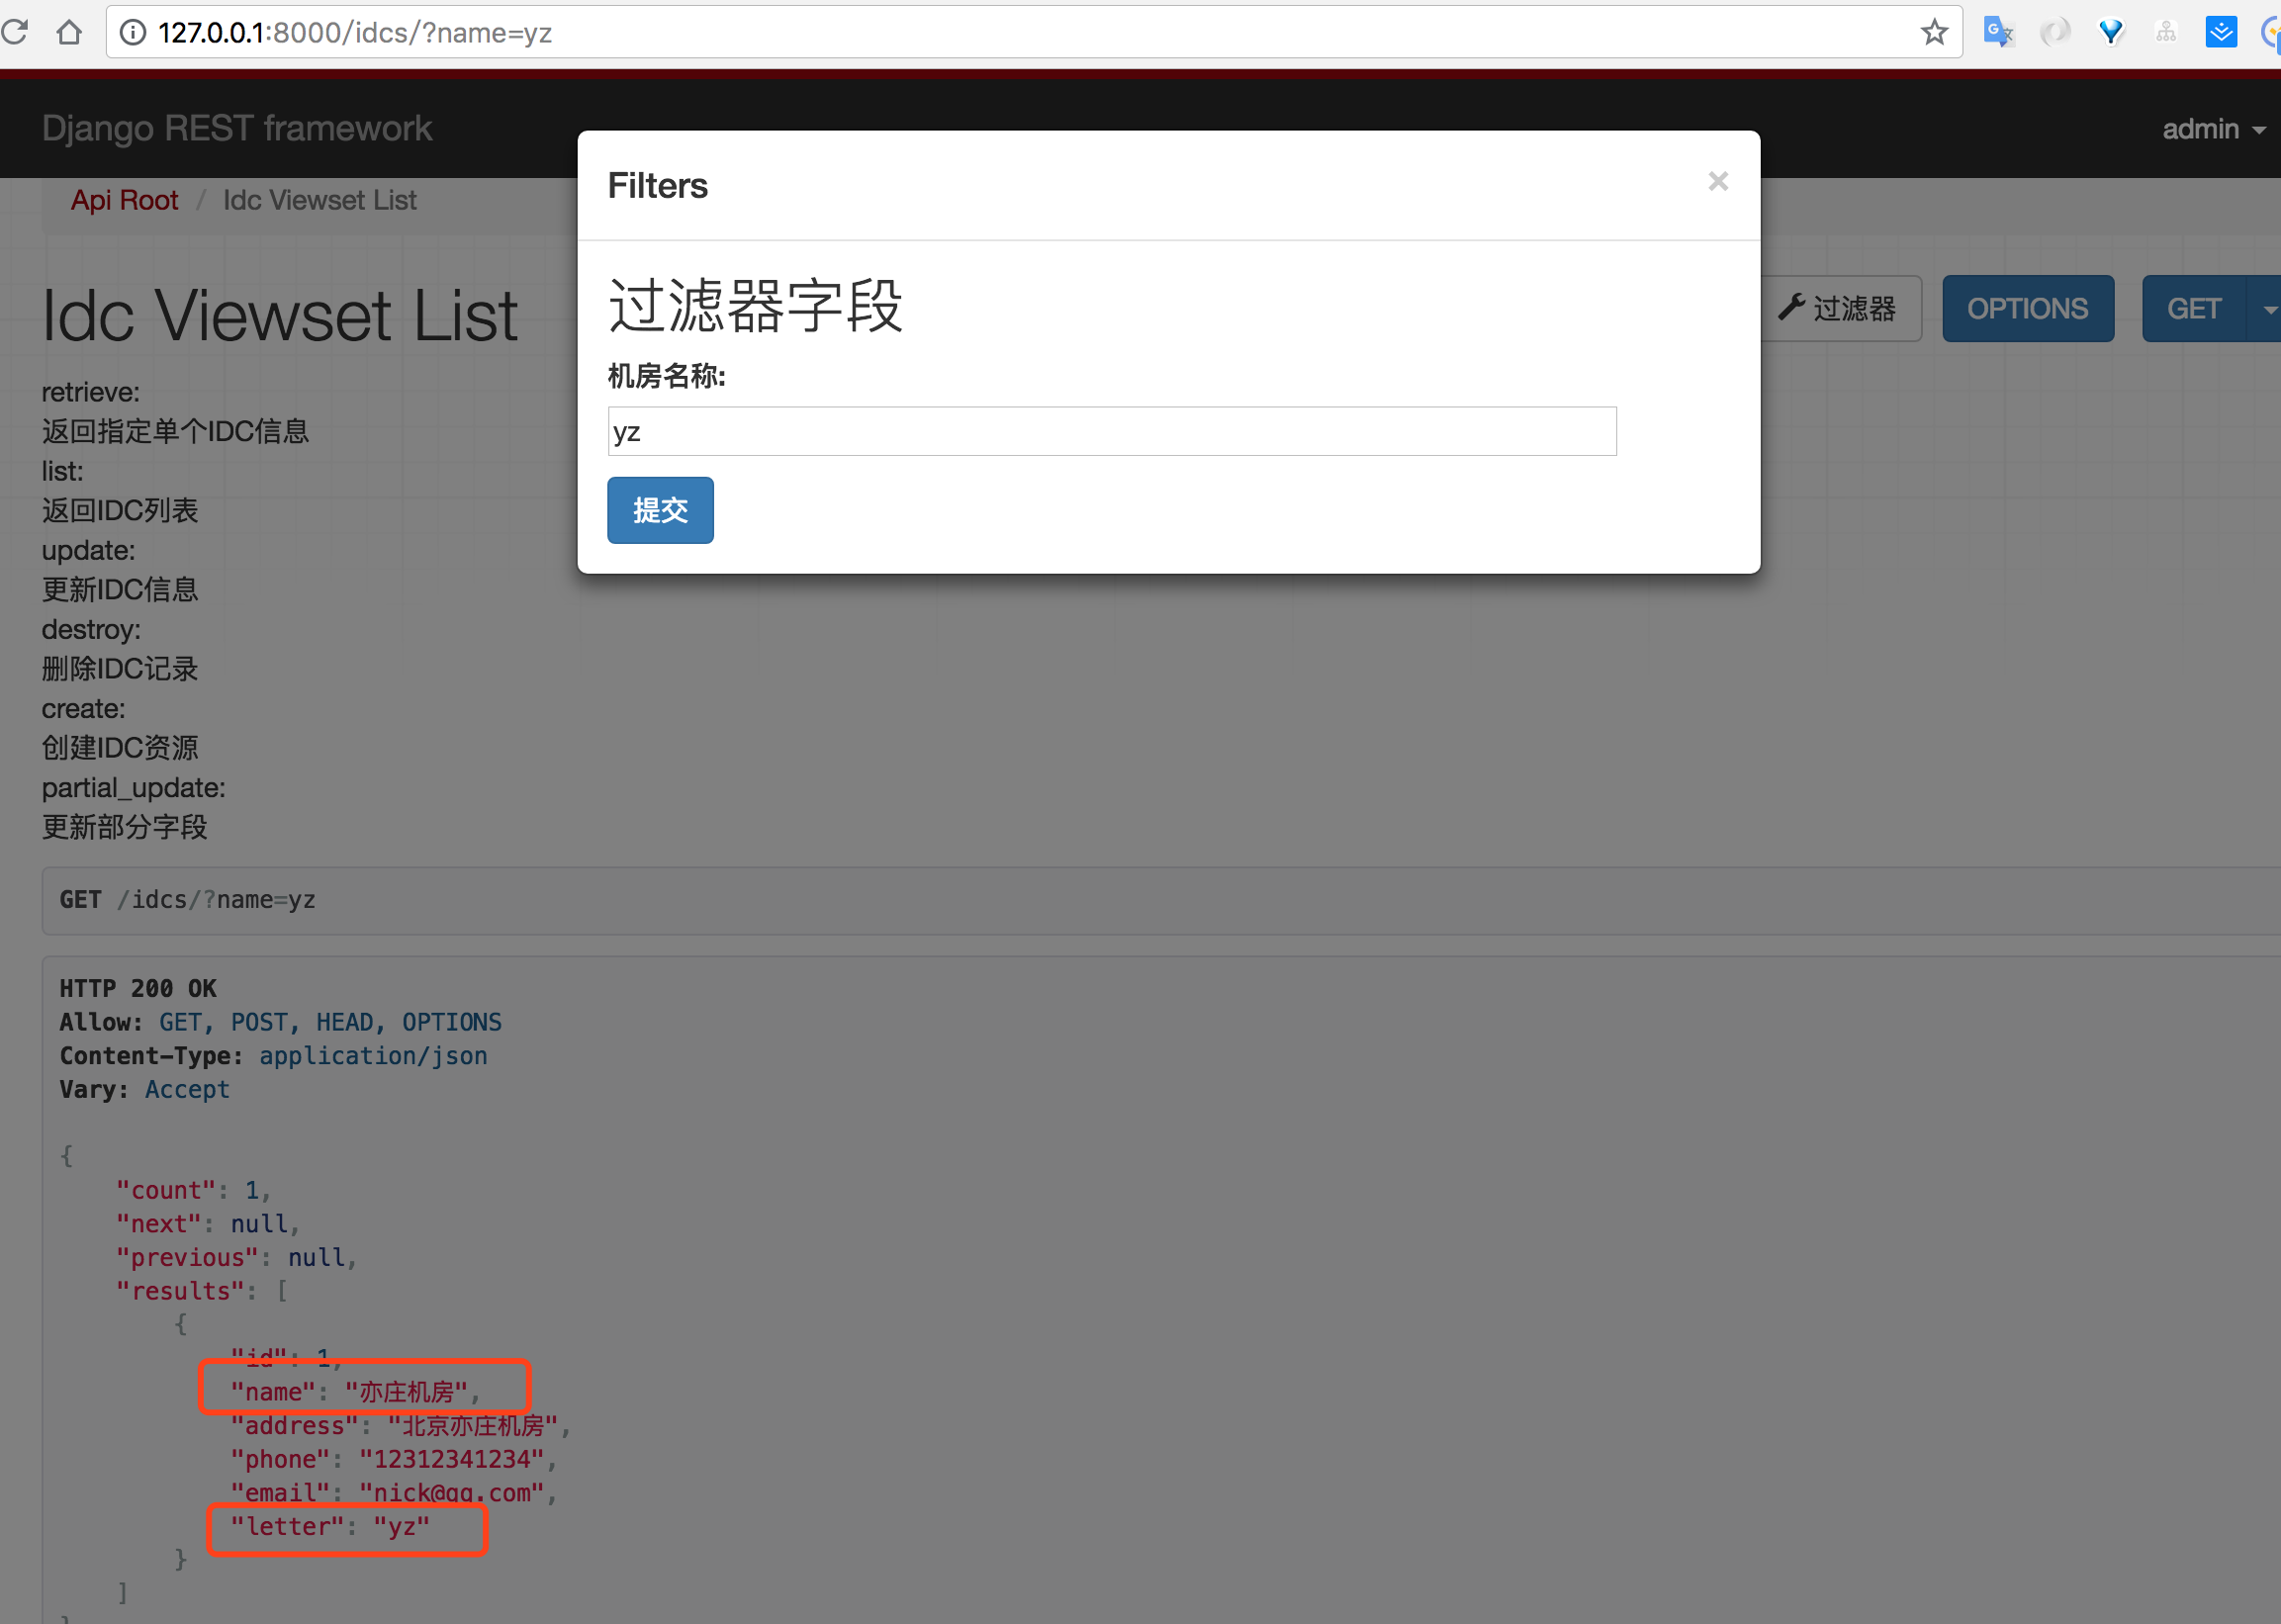 127.0.0.1:8000/idcs/?name=yz
Django REST framework
admin
Filters
×
Api Root / Idc Viewset List
过滤器字段
Idc Viewset List
过滤器
OPTIONS
GET
机房名称:
yz
提交
retrieve:
返回指定单个IDC信息
list:
返回IDC列表
update:
更新IDC信息
destroy:
删除IDC记录
create:
创建IDC资源
partial_update:
更新部分字段
GET /idcs/?name=yz
HTTP 200 OK
Allow: GET, POST, HEAD, OPTIONS
Content-Type: application/json
Vary: Accept
{
"count": 1,
"next": null,
"previous": null,
"results": [
{
"id": 1,
"name": "亦庄机房",
"address": "北京亦庄机房",
"phone": "12312341234",
"email": "nick@qq.com",
"letter": "yz"
}
]
}